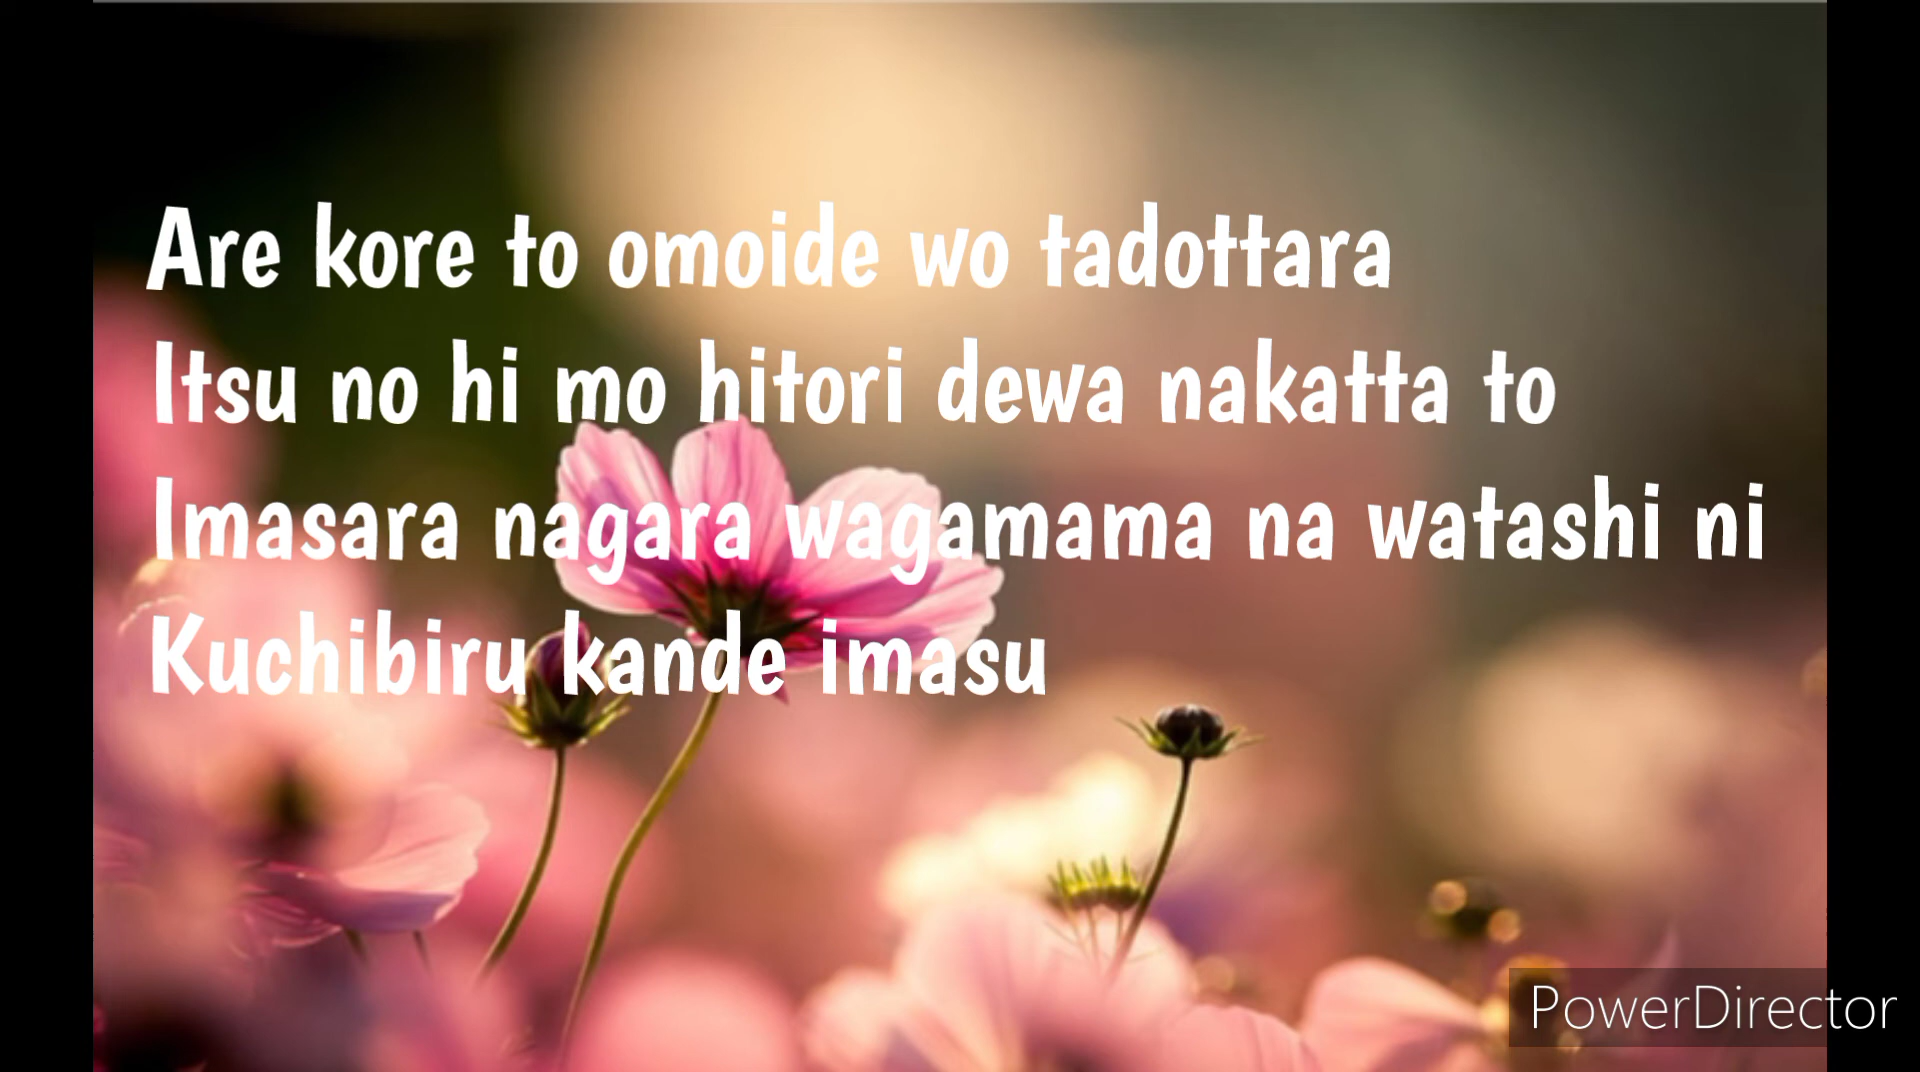 Are kore to omoide wo tadottara
Itsu no hi mo hitori dewa nakatta to
Imasara nagara wagamama na watashi ni
Kuchibiru kande imasu
PowerDirector